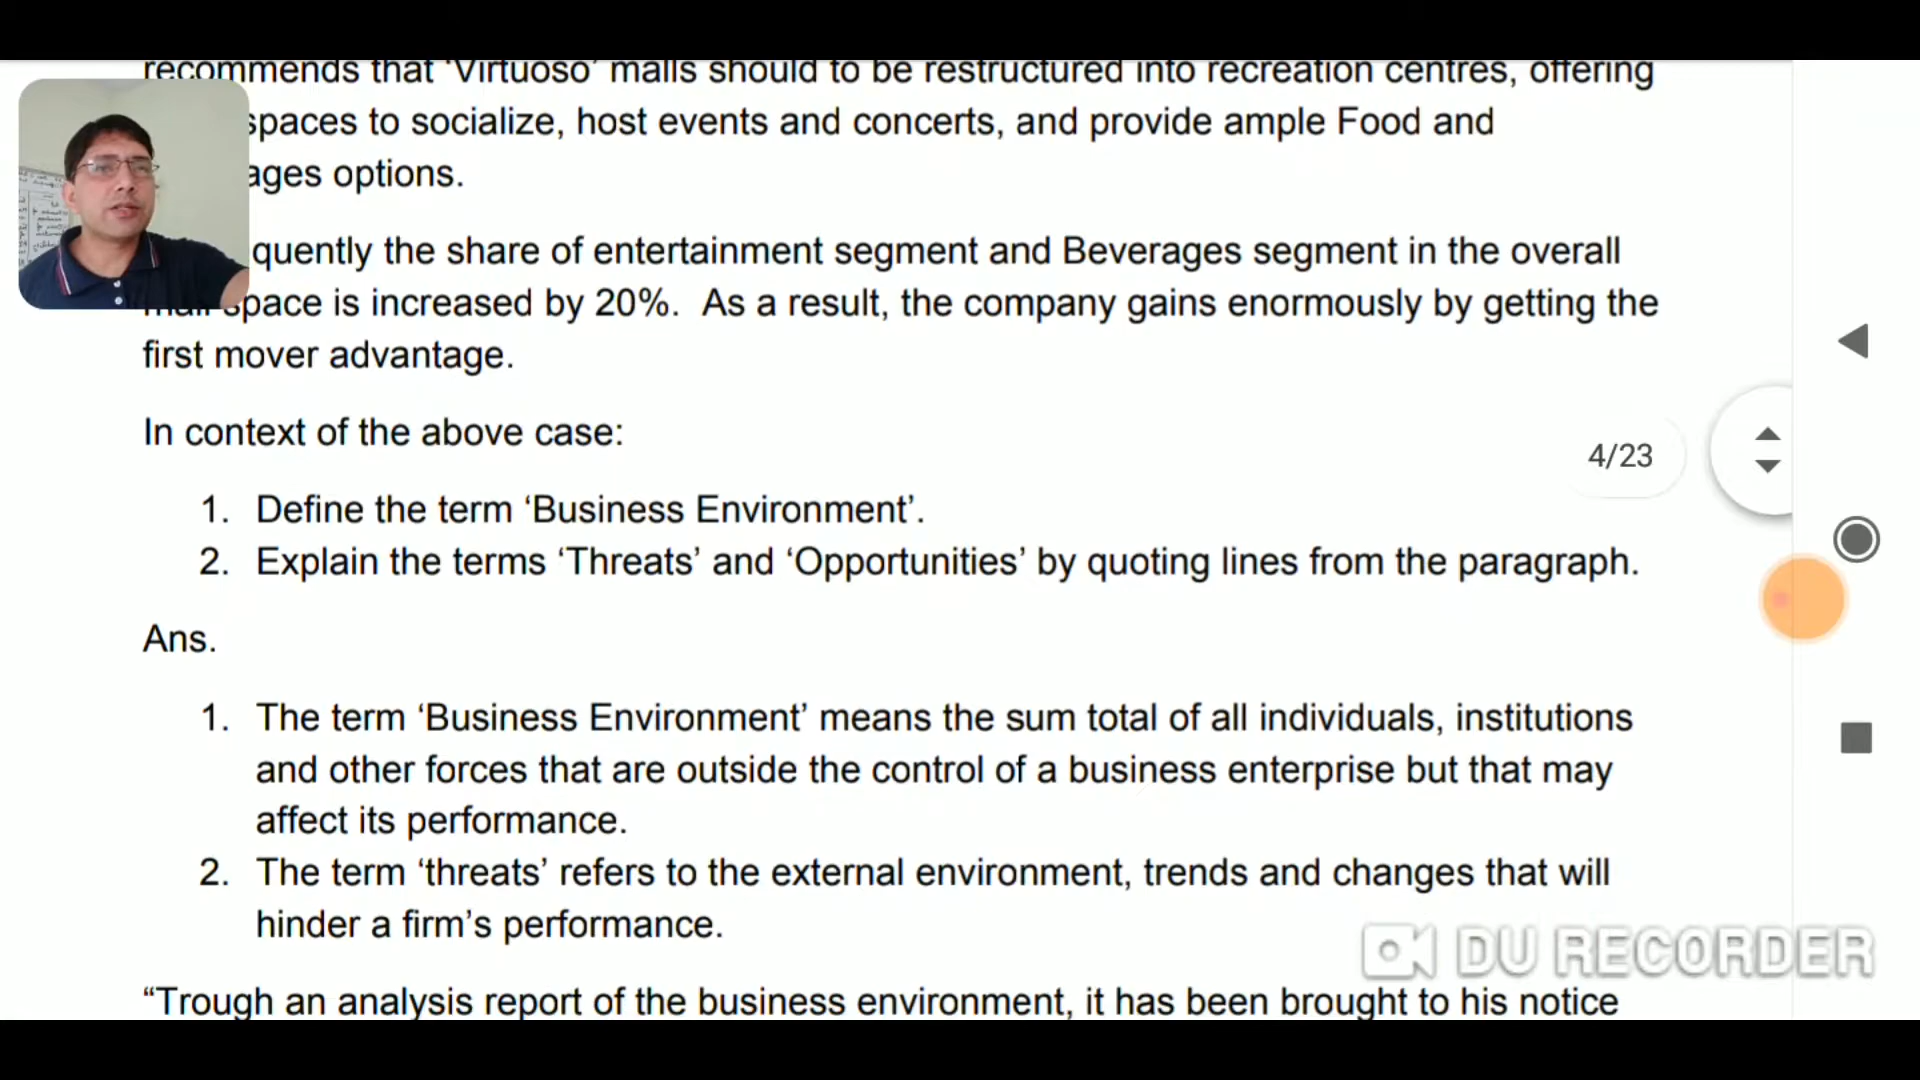 recommends that ‘Virtuoso’ malls should to be restructured into recreation centres, offering
spaces to socialize, host events and concerts, and provide ample Food and
ages options.
quently the share of entertainment segment and Beverages segment in the overall
space is increased by 20%. As a result, the company gains enormously by getting the
first mover advantage.
In context of the above case:
4/23
1. Define the term ‘Business Environment’.
2. Explain the terms ‘Threats’ and ‘Opportunities’ by quoting lines from the paragraph.
Ans.
1. The term ‘Business Environment’ means the sum total of all individuals, institutions
and other forces that are outside the control of a business enterprise but that may
affect its performance.
2. The term ‘threats’ refers to the external environment, trends and changes that will
hinder a firm’s performance.
DU RECORDER
“Trough an analysis report of the business environment, it has been brought to his notice